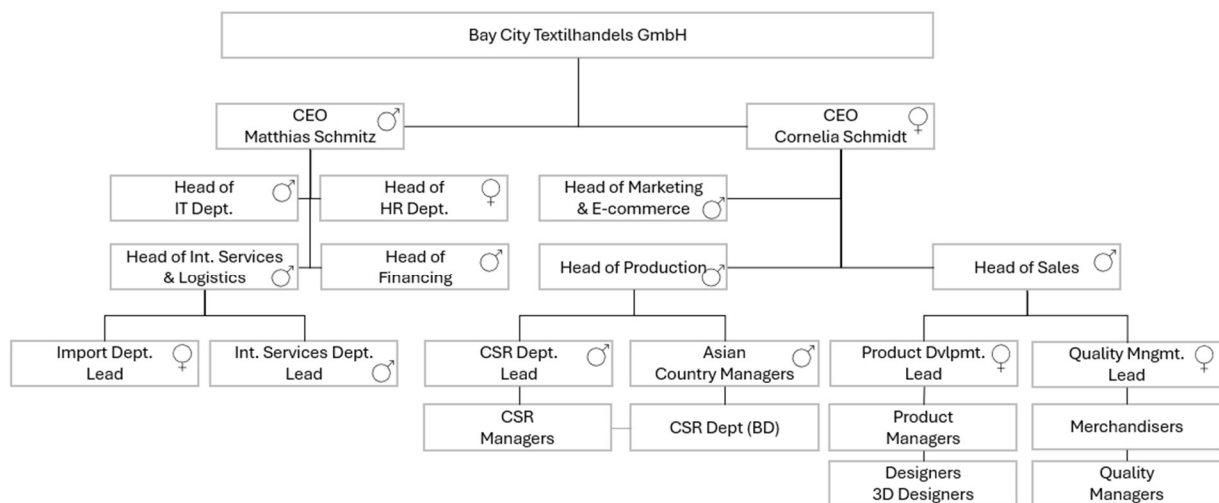 Bay City Textilhandels GmbH
CEO
Matthias Schmitz
CEO
Cornelia Schmidt
Head of
IT Dept.
Head of
HR Dept.
Head of Marketing
& E-commerce
Head of Int. Services
& Logistics
Head of
Financing
Head of Production
Head of Sales
Import Dept.
Lead
Int. Services Dept.
Lead
CSR Dept.
Lead
Asian
Country Managers
Product Dvlpmt.
Lead
Quality Mngmt.
Lead
CSR
Managers
CSR Dept (BD)
Product
Managers
Merchandisers
Designers
3D Designers
Quality
Managers